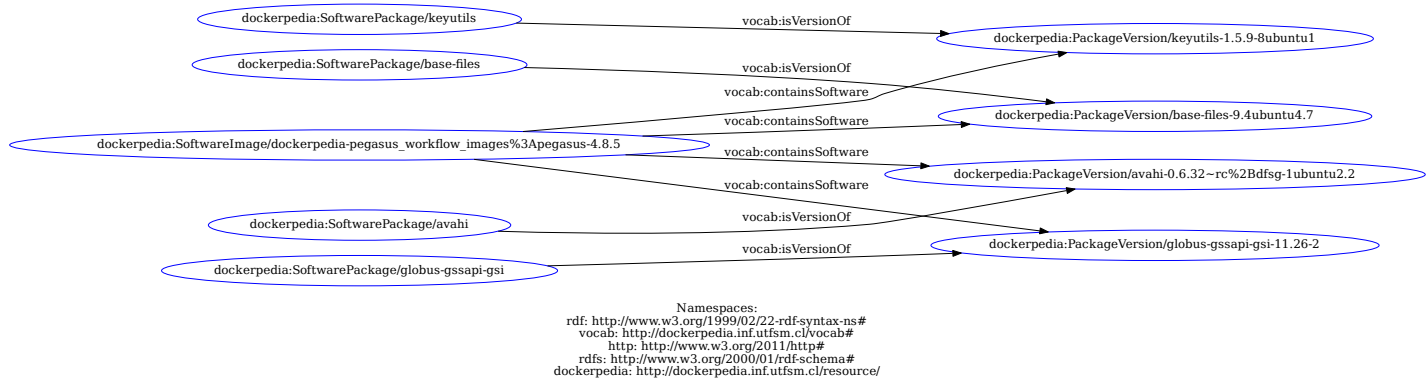 dockerpedia:SoftwarePackage/keyutils
vocab:isVersionOf
dockerpedia:PackageVersion/keyutils-1.5.9-8ubuntu1
dockerpedia:SoftwarePackage/base-files
vocab:isVersionOf
vocab:containsSoftware
dockerpedia:PackageVersion/base-files-9.4ubuntu4.7
vocab:containsSoftware
dockerpedia:SoftwareImage/dockerpedia-pegasus_workflow_images%3Apegasus-4.8.5
vocab:containsSoftware
dockerpedia:PackageVersion/avahi-0.6.32~rc%2Bdfsg-1ubuntu2.2
vocab:containsSoftware
dockerpedia:SoftwarePackage/avahi
vocab:isVersionOf
dockerpedia:PackageVersion/globus-gssapi-gsi-11.26-2
vocab:isVersionOf
dockerpedia:SoftwarePackage/globus-gssapi-gsi
Namespaces:
rdf: http://www.w3.org/1999/02/22-rdf-syntax-ns#
vocab: http://dockerpedia.inf.utfsm.cl/vocab#
http: http://www.w3.org/2011/http#
rdfs: http://www.w3.org/2000/01/rdf-schema#
dockerpedia: http://dockerpedia.inf.utfsm.cl/resource/